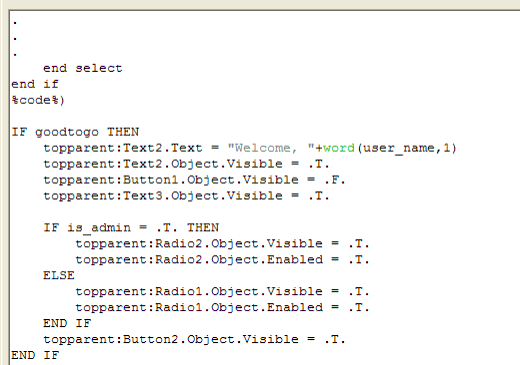 .
.
.
    end select
end if
%code%)

IF goodtogo THEN
    topparent:Text2.Text = "Welcome, "+word(user_name,1)
    topparent:Text2.Object.Visible = .T.
    topparent:Button1.Object.Visible = .F.
    topparent:Text3.Object.Visible = .T.

    IF is_admin = .T. THEN
        topparent:Radio2.Object.Visible = .T.
        topparent:Radio2.Object.Enabled = .T.
    ELSE
        topparent:Radio1.Object.Visible = .T.
        topparent:Radio1.Object.Enabled = .T.
    END IF
    topparent:Button2.Object.Visible = .T.
END IF